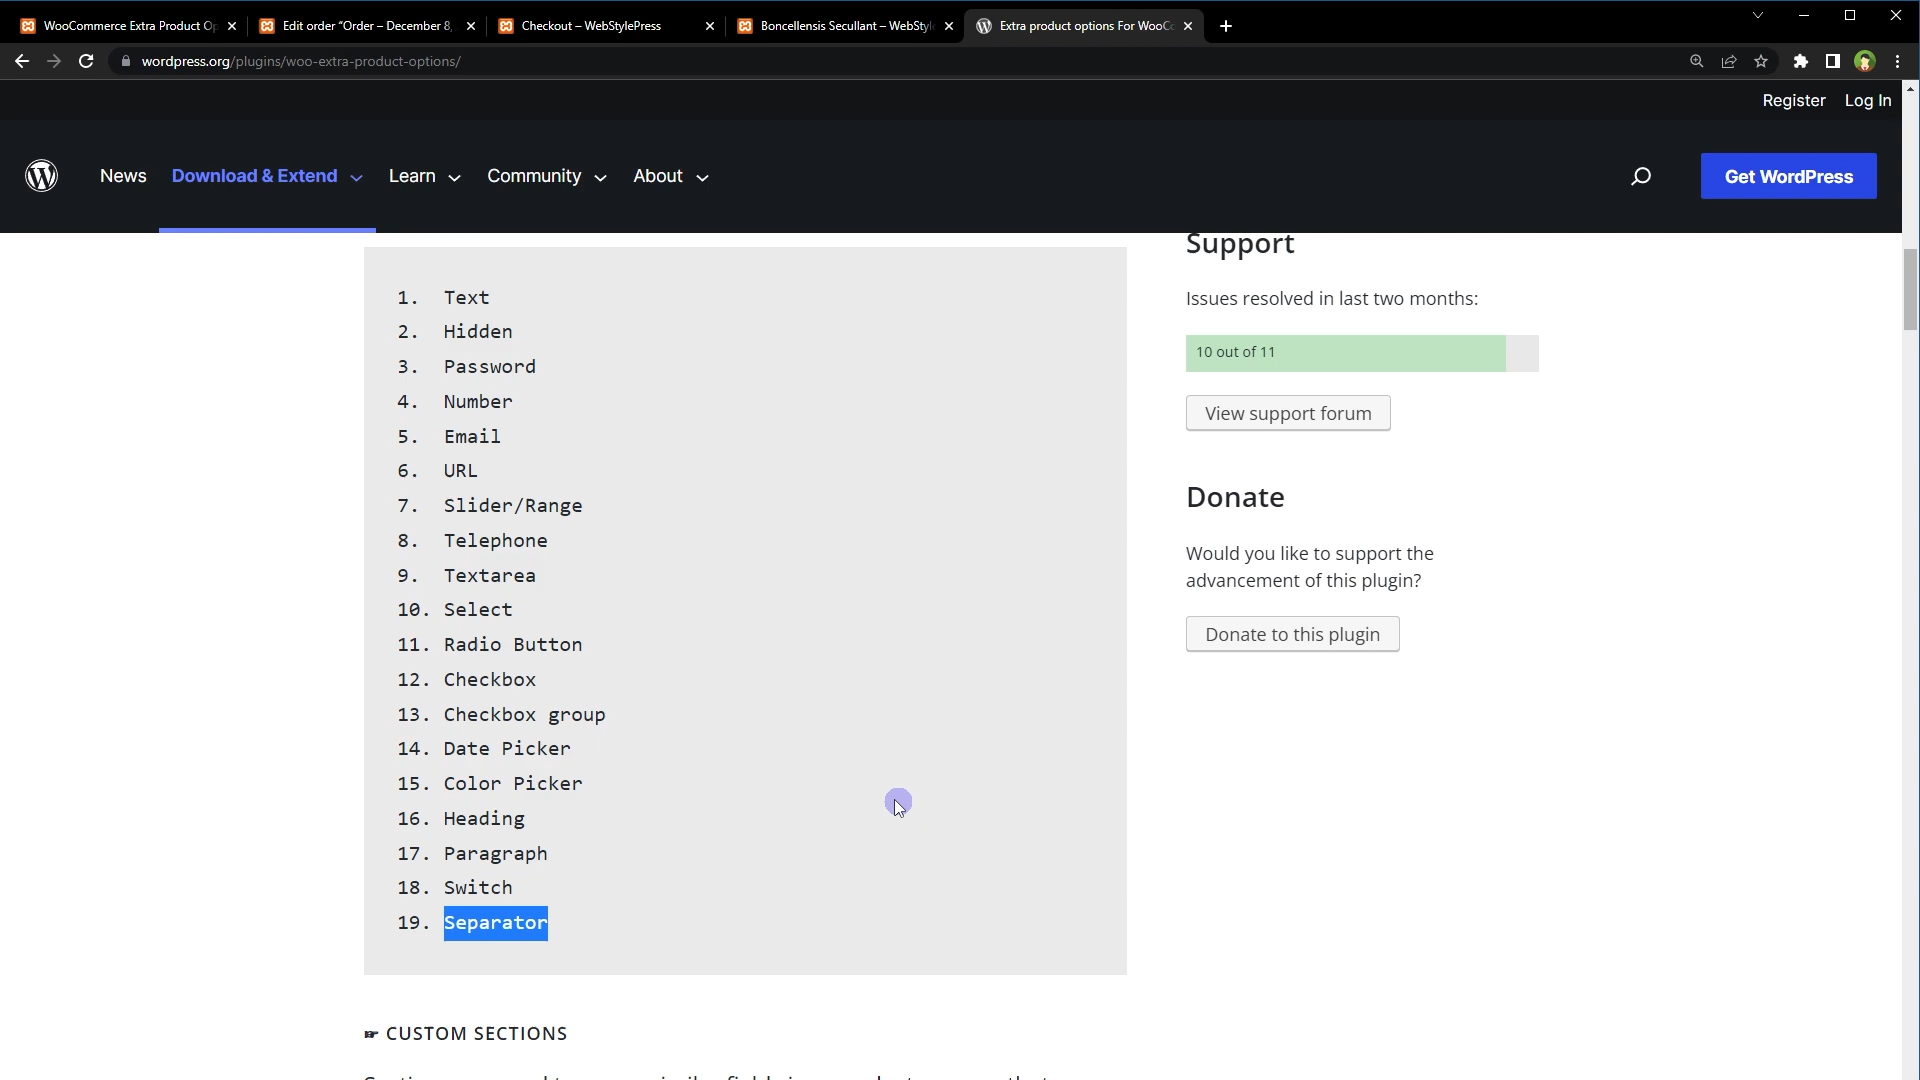 WooCommerce Extra Product Op
Edit order “Order – December 8,
Checkout – WebStylePress
Boncellensis Secullant – WebStyle
Extra product options For WooCo
wordpress.org/plugins/woo-extra-product-options/
Register Log In
News Download & Extend Learn Community About Get WordPress
1. Text
2. Hidden
3. Password
4. Number
5. Email
6. URL
7. Slider/Range
8. Telephone
9. Textarea
10. Select
11. Radio Button
12. Checkbox
13. Checkbox group
14. Date Picker
15. Color Picker
16. Heading
17. Paragraph
18. Switch
19. Separator
☛ CUSTOM SECTIONS
Support
Issues resolved in last two months:
10 out of 11
View support forum
Donate
Would you like to support the
advancement of this plugin?
Donate to this plugin